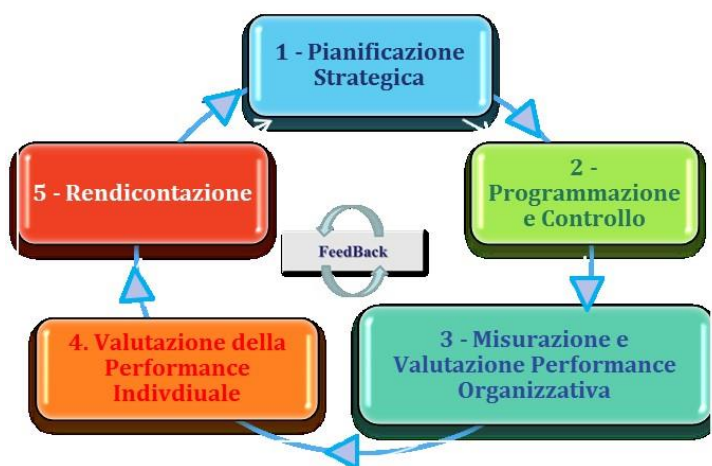 1 - Pianificazione
Strategica
2 -
Programmazione
e Controllo
3 - Misurazione e
Valutazione Performance
Organizzativa
4. Valutazione della
Performance
Indivdiuale
5 - Rendicontazione
FeedBack